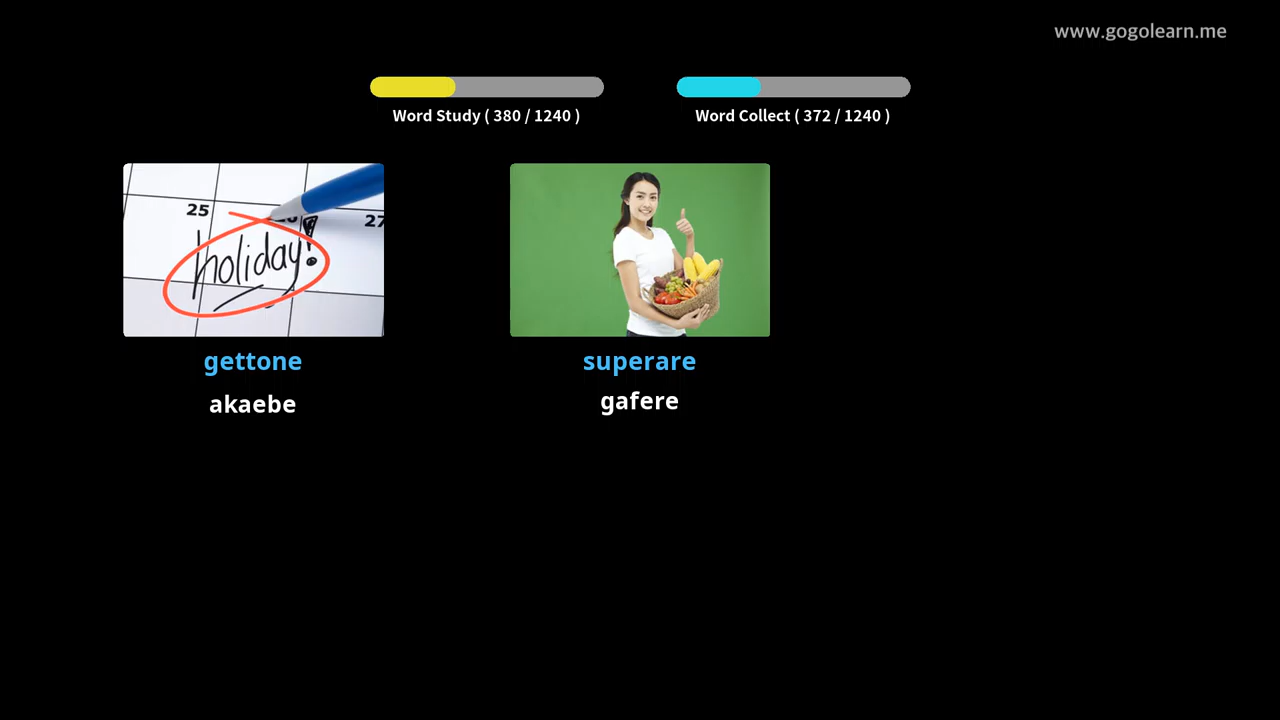 www.gogolearn.me
Word Study ( 380 / 1240 )
Word Collect ( 372 / 1240 )
25
27
holiday!
gettone
superare
akaebe
gafere